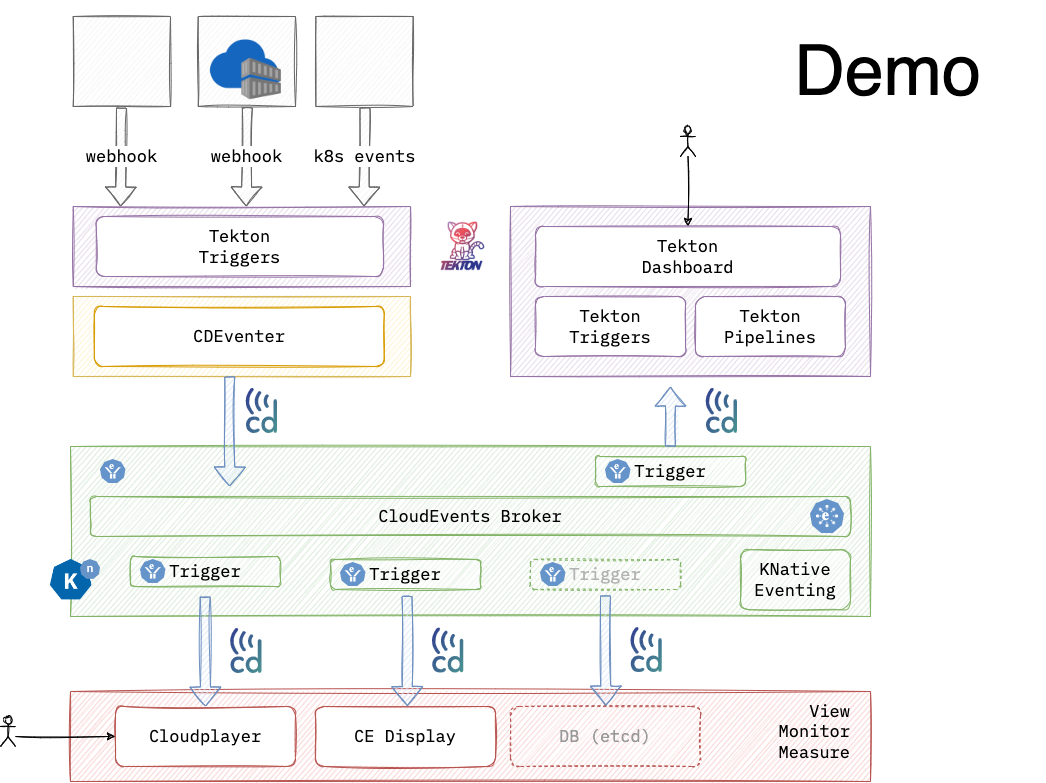 Demo
webhook
webhook
k8s events
Tekton
Triggers
TEKTON
Tekton
Dashboard
Tekton
Triggers
Tekton
Pipelines
CDEventer
cd
cd
e
Trigger
CloudEvents Broker
e
K
n
e
Trigger
e
Trigger
e
Trigger
KNative
Eventing
cd
cd
cd
Cloudplayer
CE Display
DB (etcd)
View
Monitor
Measure